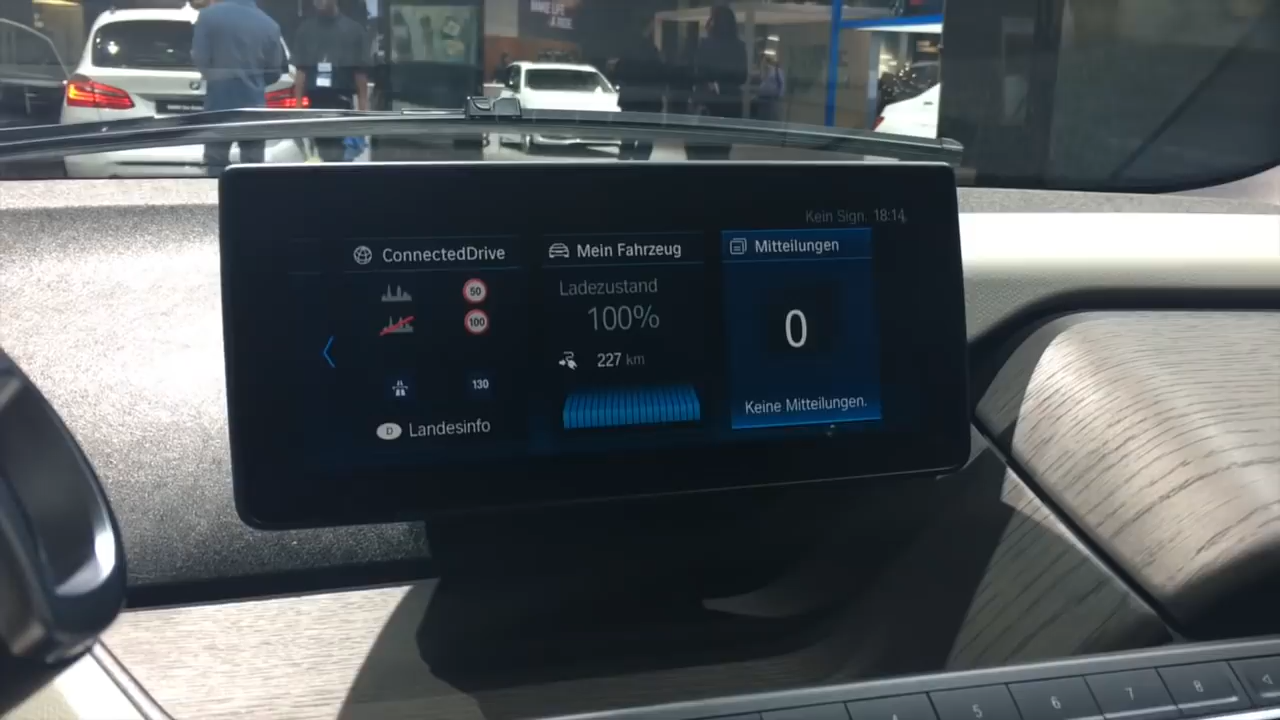 Kein Sign. 18:14
ConnectedDrive
50
100
130
D Landesinfo
Mein Fahrzeug
Ladezustand
100%
227 km
Mitteilungen
0
Keine Mitteilungen.
5
6
7
8